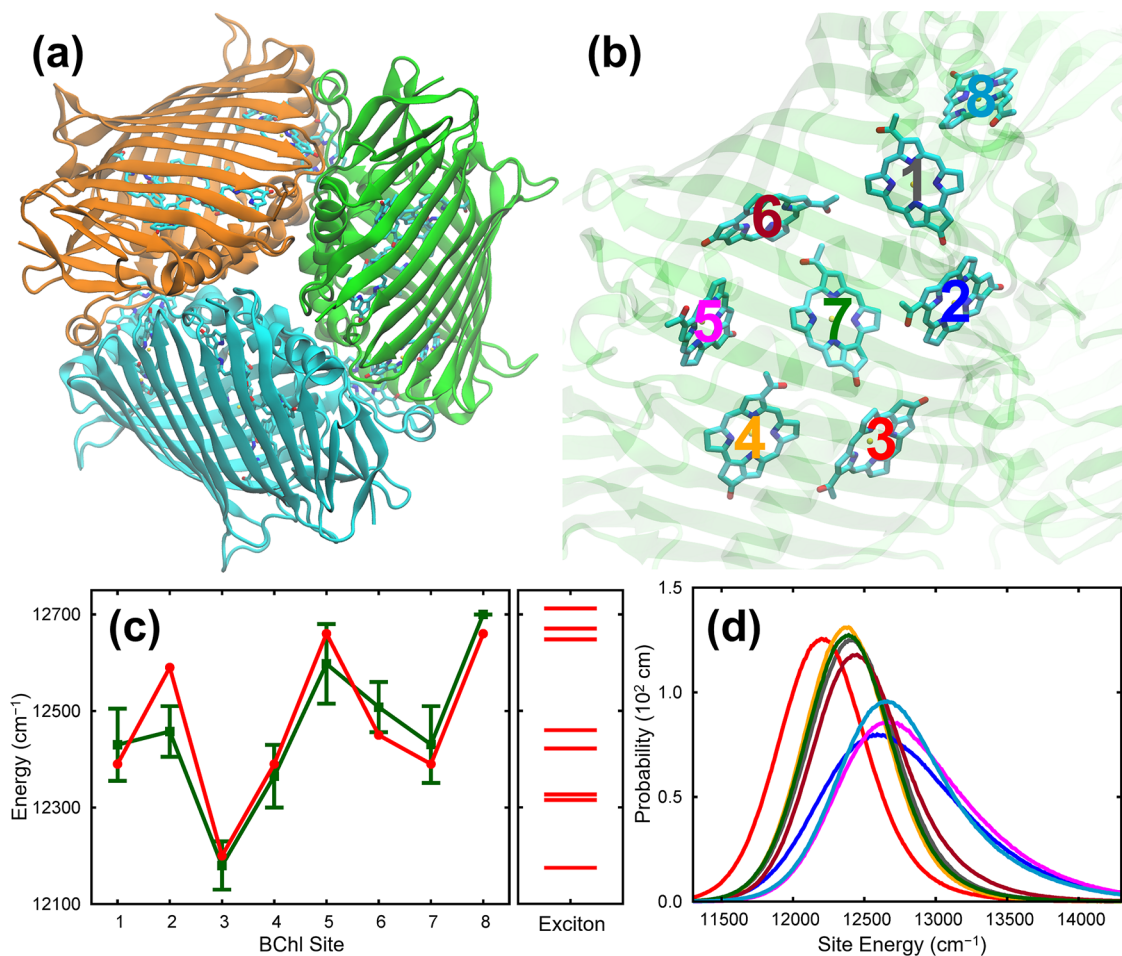 (a)
(b)
8
1
6
2
7
5
4
3
(c)
12700
12500
12300
12100
Energy (cm⁻¹)
1 2 3 4 5 6 7 8
BChl Site
Exciton
(d)
1.5
1.0
0.5
0.0
Probability (10² cm)
11500 12000 12500 13000 13500 14000
Site Energy (cm⁻¹)